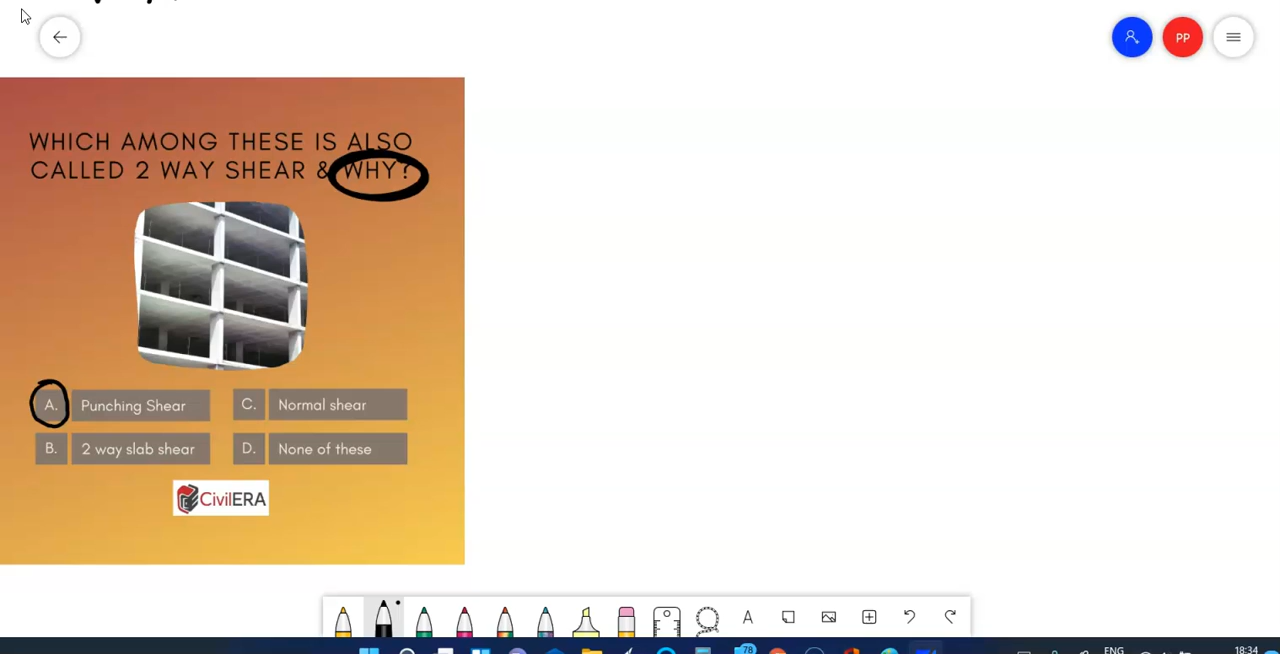 PP
WHICH AMONG THESE IS ALSO
CALLED 2 WAY SHEAR & WHY?
A. Punching Shear
C. Normal shear
B. 2 way slab shear
D. None of these
CivilERA
A
78
ENG
18:34